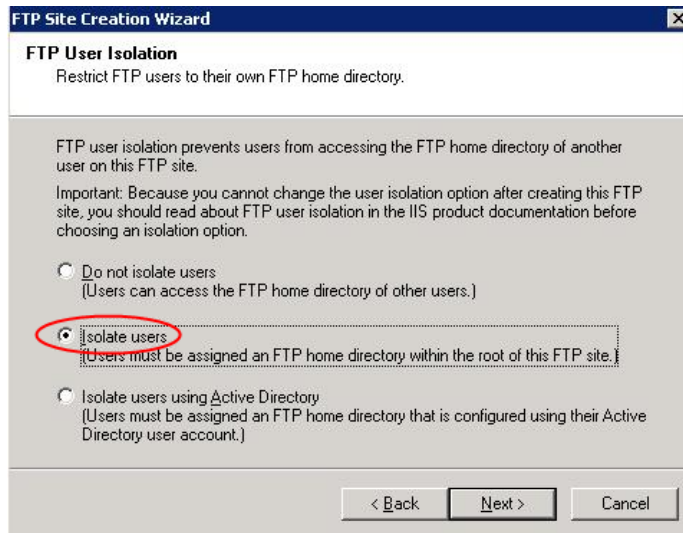 FTP Site Creation Wizard
FTP User Isolation
Restrict FTP users to their own FTP home directory.
FTP user isolation prevents users from accessing the FTP home directory of another
user on this FTP site.
Important: Because you cannot change the user isolation option after creating this FTP
site, you should read about FTP user isolation in the IIS product documentation before
choosing an isolation option.
Do not isolate users
(Users can access the FTP home directory of other users.)
Isolate users
(Users must be assigned an FTP home directory within the root of this FTP site.)
Isolate users using Active Directory
(Users must be assigned an FTP home directory that is configured using their Active
Directory user account.)
< Back
Next >
Cancel